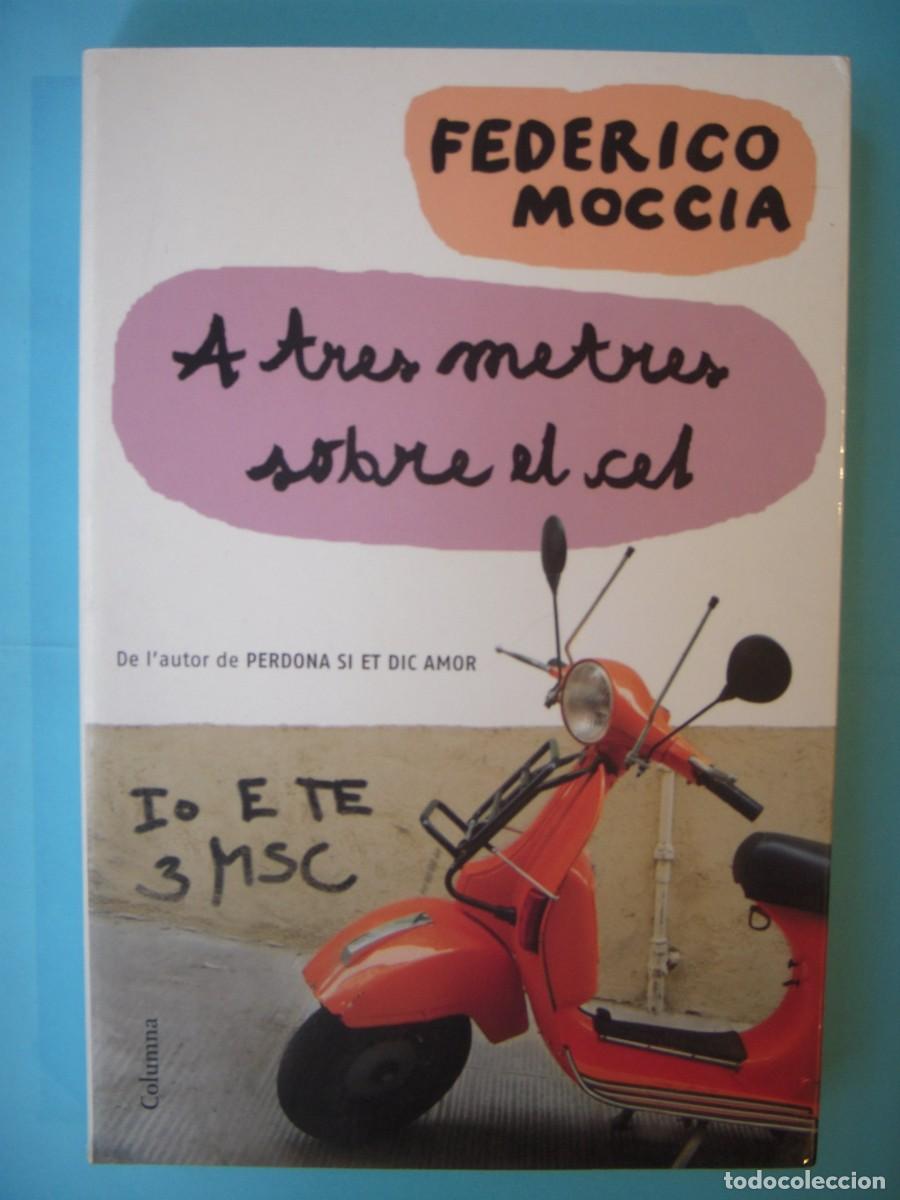 FEDERICO
MOCCIA
A tres metres
sobre el cel
De l'autor de PERDONA SI ET DIC AMOR
Io E TE
3 MSC
Columna
todocoleccion